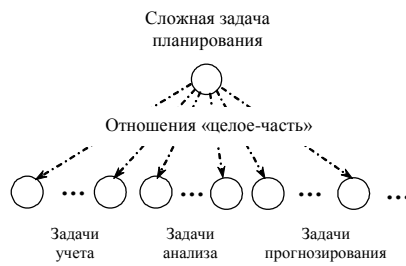 Сложная задача
планирования
Отношения «целое-часть»
... ... ... ...
Задачи Задачи Задачи
учета анализа прогнозирования